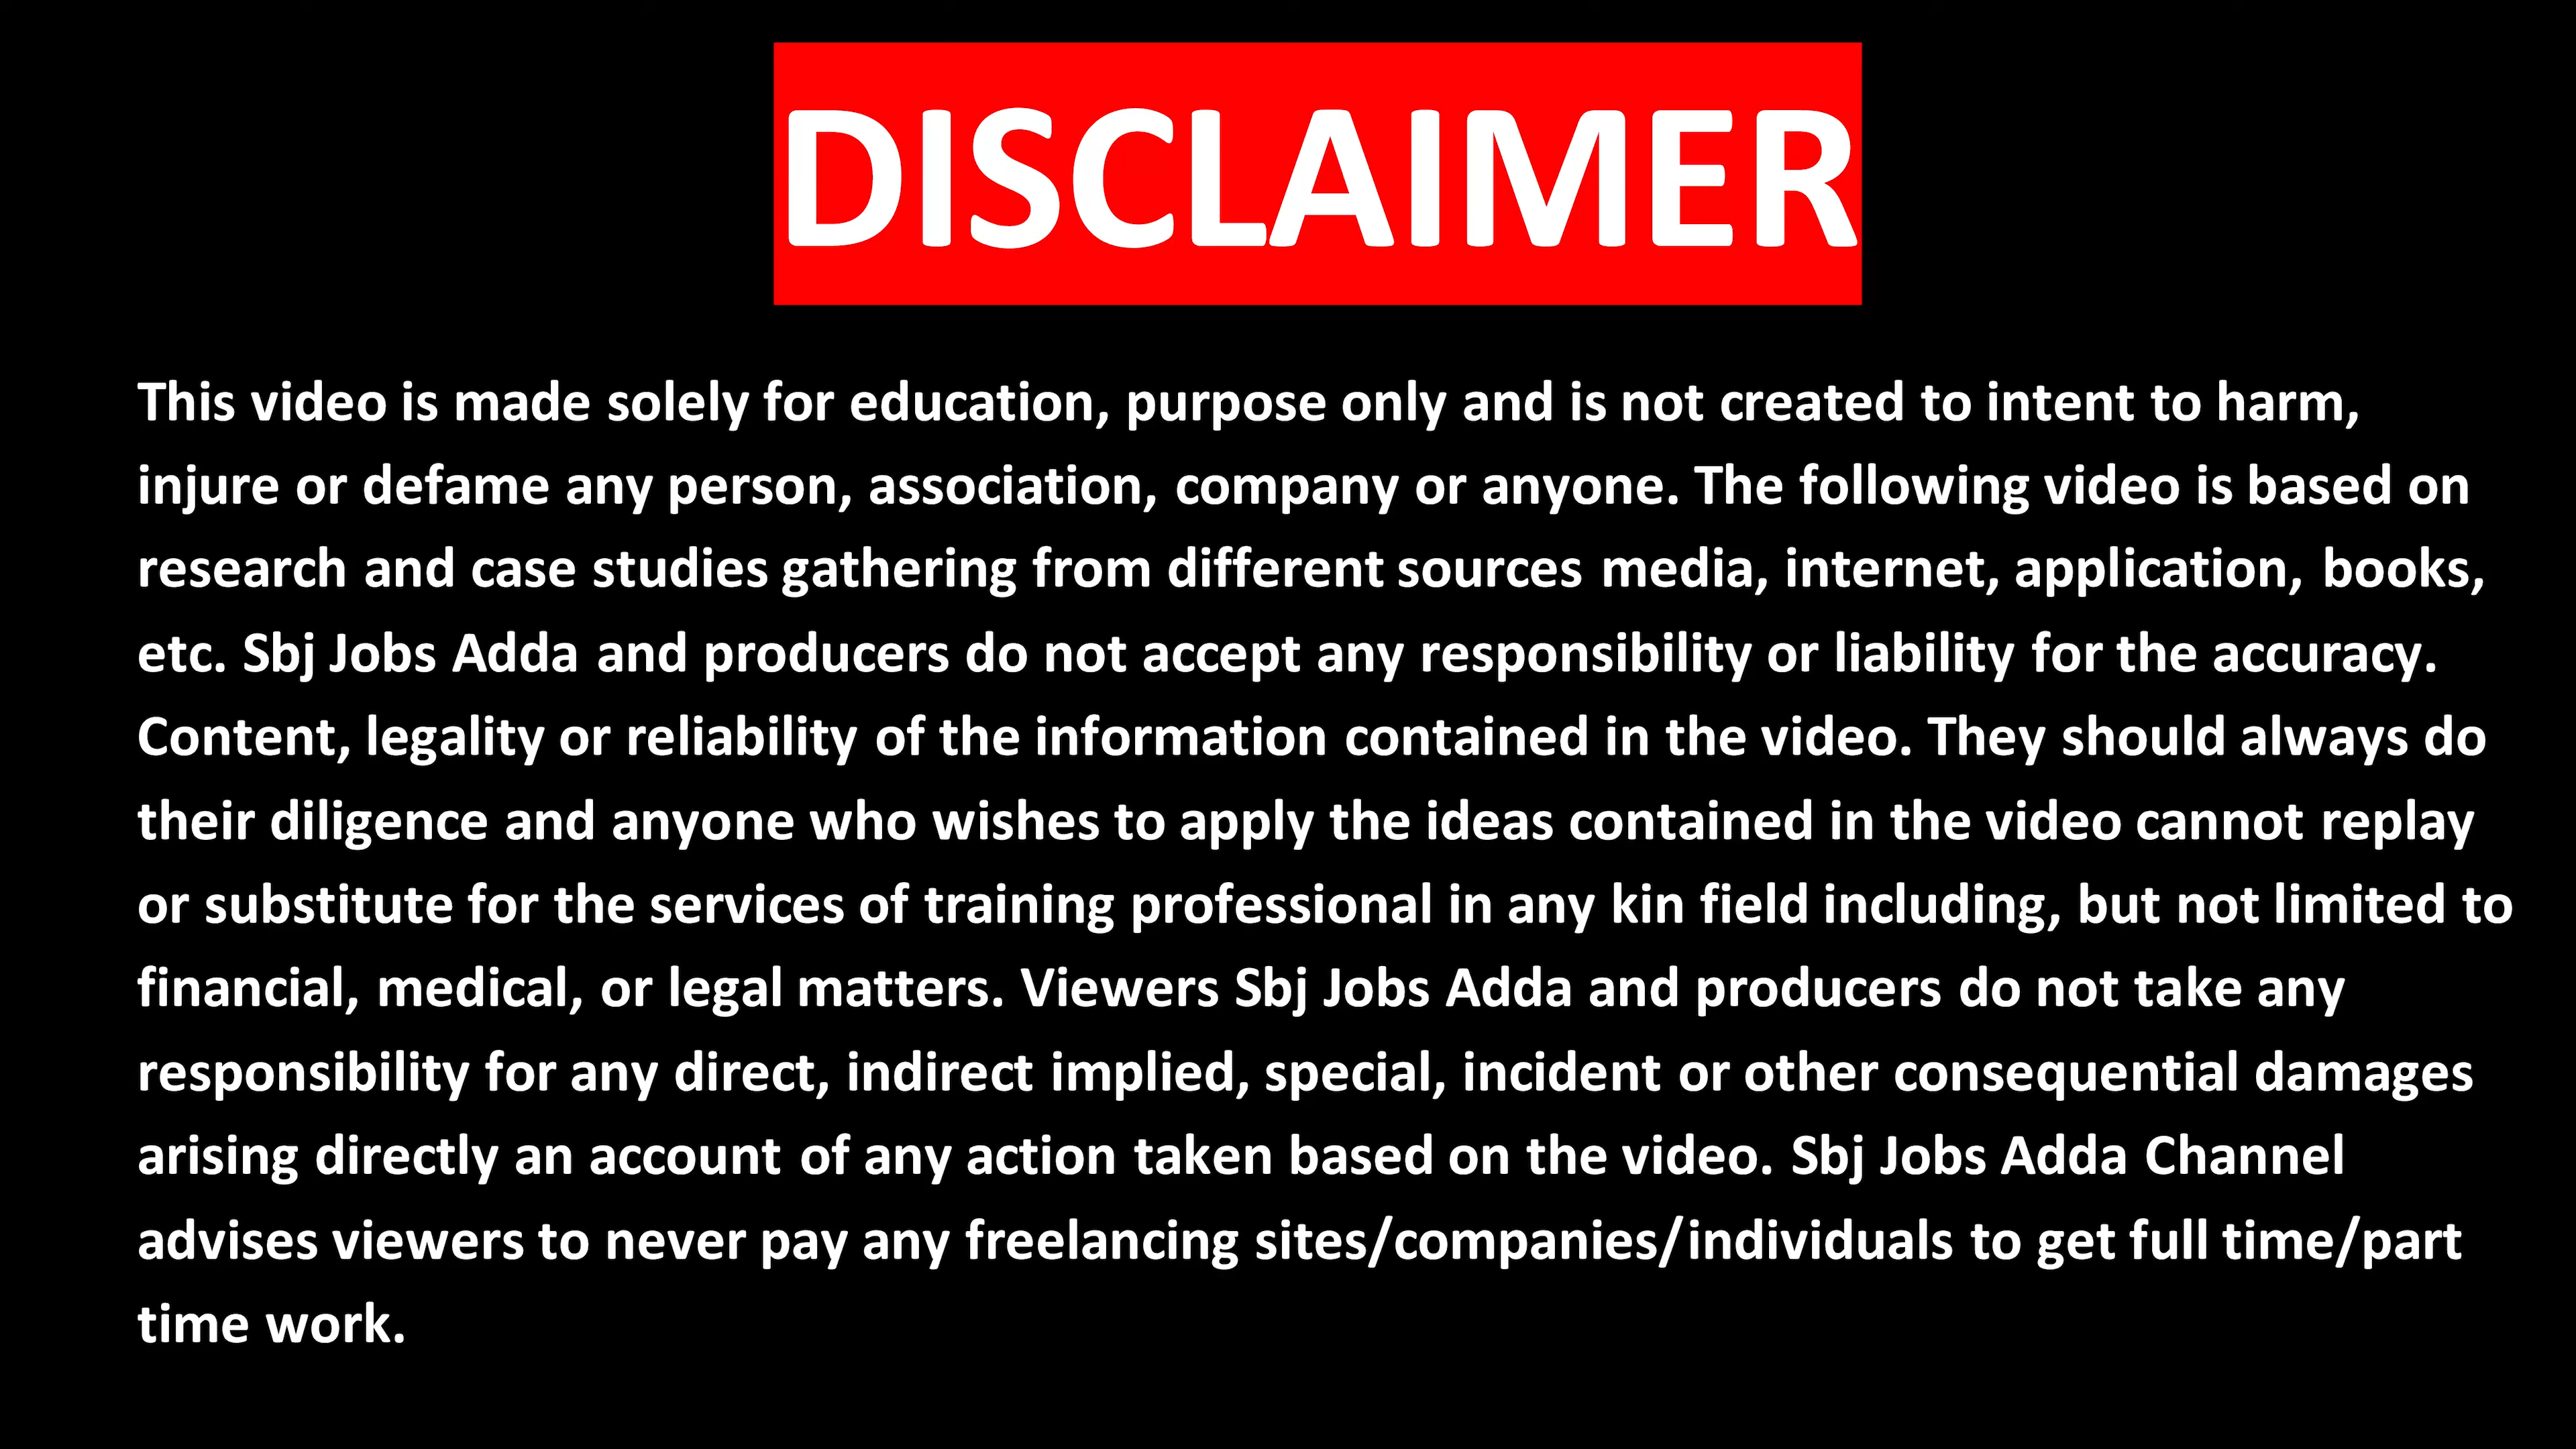 DISCLAIMER
This video is made solely for education, purpose only and is not created to intent to harm,
injure or defame any person, association, company or anyone. The following video is based on
research and case studies gathering from different sources media, internet, application, books,
etc. Sbj Jobs Adda and producers do not accept any responsibility or liability for the accuracy.
Content, legality or reliability of the information contained in the video. They should always do
their diligence and anyone who wishes to apply the ideas contained in the video cannot replay
or substitute for the services of training professional in any kin field including, but not limited to
financial, medical, or legal matters. Viewers Sbj Jobs Adda and producers do not take any
responsibility for any direct, indirect implied, special, incident or other consequential damages
arising directly an account of any action taken based on the video. Sbj Jobs Adda Channel
advises viewers to never pay any freelancing sites/companies/individuals to get full time/part
time work.